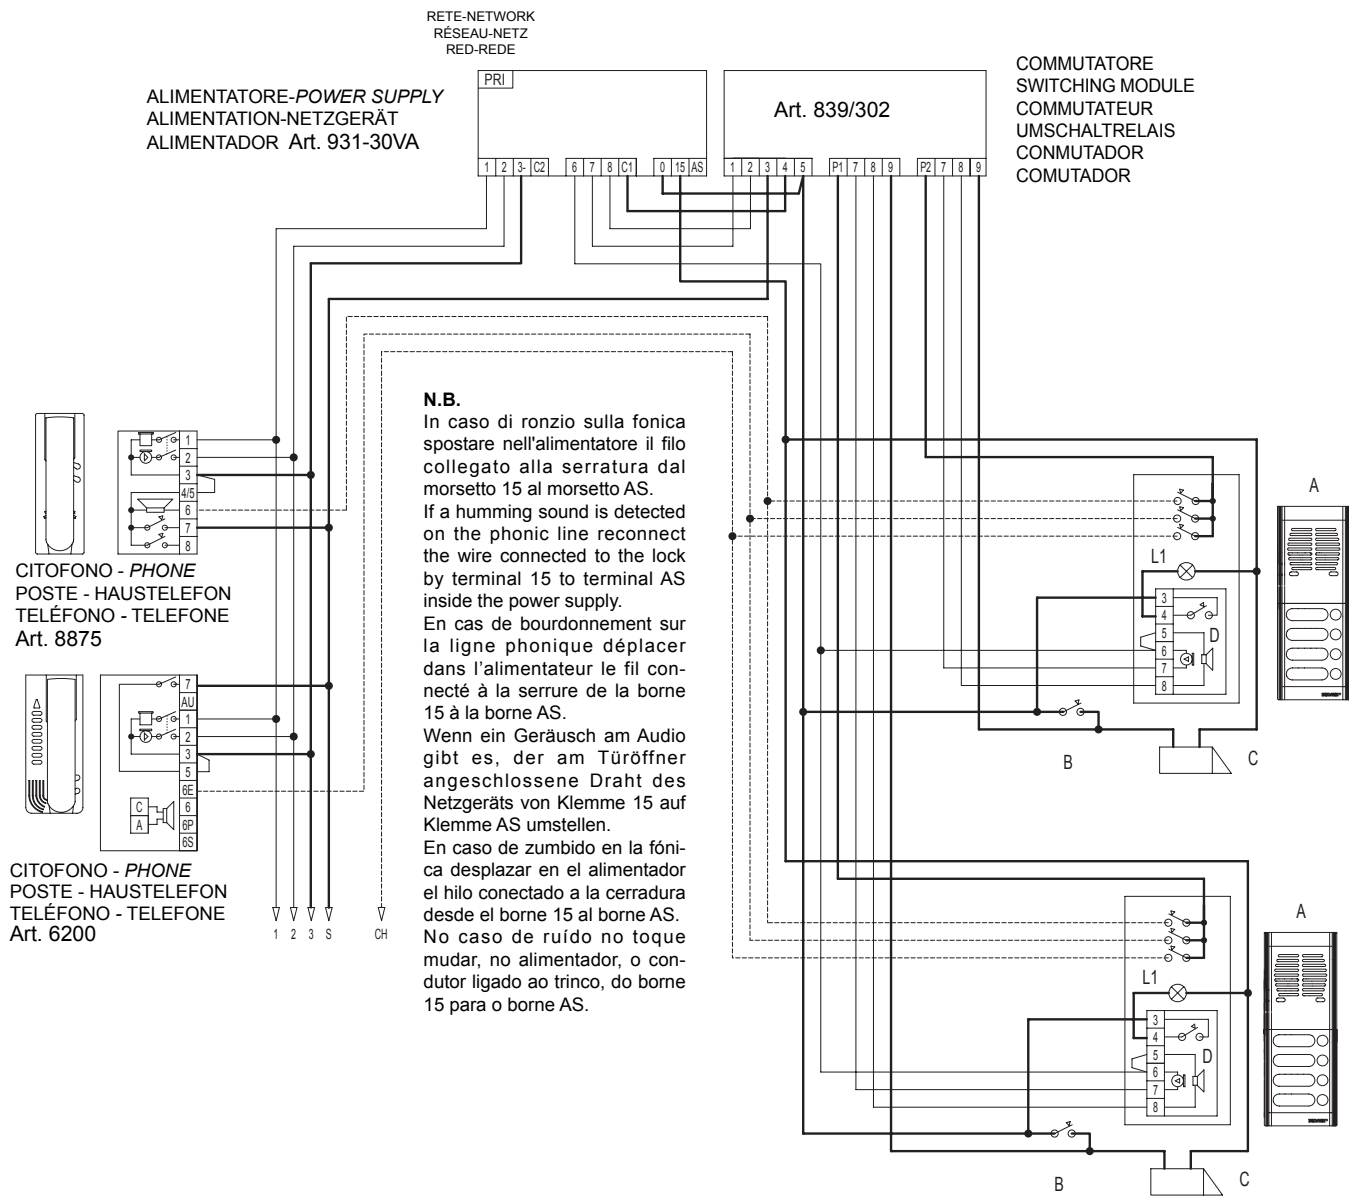 RETE-NETWORK
RÉSEAU-NETZ
RED-REDE
ALIMENTATORE-POWER SUPPLY
ALIMENTATION-NETZGERÄT
ALIMENTADOR Art. 931-30VA
PRI
1 2 3- C2 6 7 8 C1 0 15 AS
Art. 839/302
1 2 3 4 5 P1 7 8 9 P2 7 8 9
COMMUTATORE
SWITCHING MODULE
COMMUTATEUR
UMSCHALTRELAIS
CONMUTADOR
COMUTADOR
1
2
3
4/5
6
7
8
CITOFONO - PHONE
POSTE - HAUSTELEFON
TELÉFONO - TELEFONE
Art. 8875
7
AU
1
2
3
5
6E
6
6P
6S
C
A
CITOFONO - PHONE
POSTE - HAUSTELEFON
TELÉFONO - TELEFONE
Art. 6200
1 2 3 S CH
N.B.
In caso di ronzio sulla fonica
spostare nell'alimentatore il filo
collegato alla serratura dal
morsetto 15 al morsetto AS.
If a humming sound is detected
on the phonic line reconnect
the wire connected to the lock
by terminal 15 to terminal AS
inside the power supply.
En cas de bourdonnement sur
la ligne phonique déplacer
dans l'alimentateur le fil con-
necté à la serrure de la borne
15 à la borne AS.
Wenn ein Geräusch am Audio
gibt es, der am Türöffner
angeschlossene Draht des
Netzgeräts von Klemme 15 auf
Klemme AS umstellen.
En caso de zumbido en la fóni-
ca desplazar en el alimentador
el hilo conectado a la cerradura
desde el borne 15 al borne AS.
No caso de ruído no toque
mudar, no alimentador, o con-
dutor ligado ao trinco, do borne
15 para o borne AS.
A
L1
3
4
5
6
7
8
D
B
C
A
L1
3
4
5
6
7
8
D
B
C